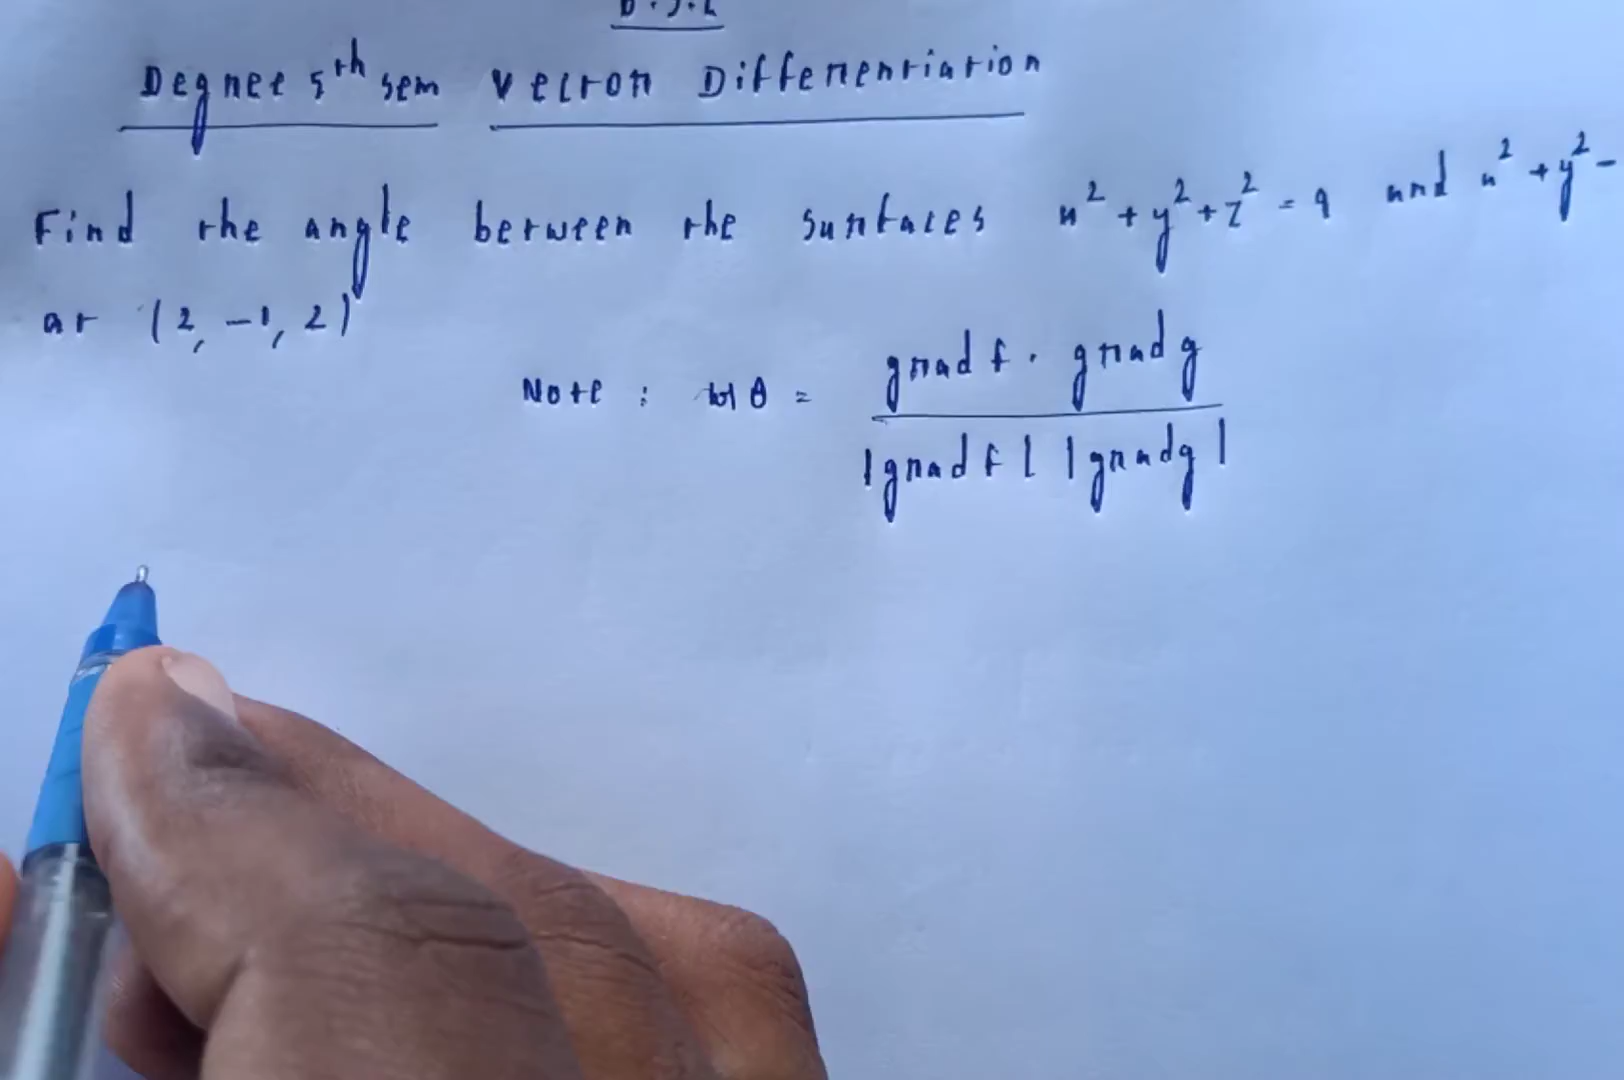 Degree 5th sem Vector Differentiation
Find the angle between the surfaces x² + y² + z² = 9 and x² + y² -
at (2, -1, 2)
Note : cos θ = grad f . grad g
|grad f| |grad g|